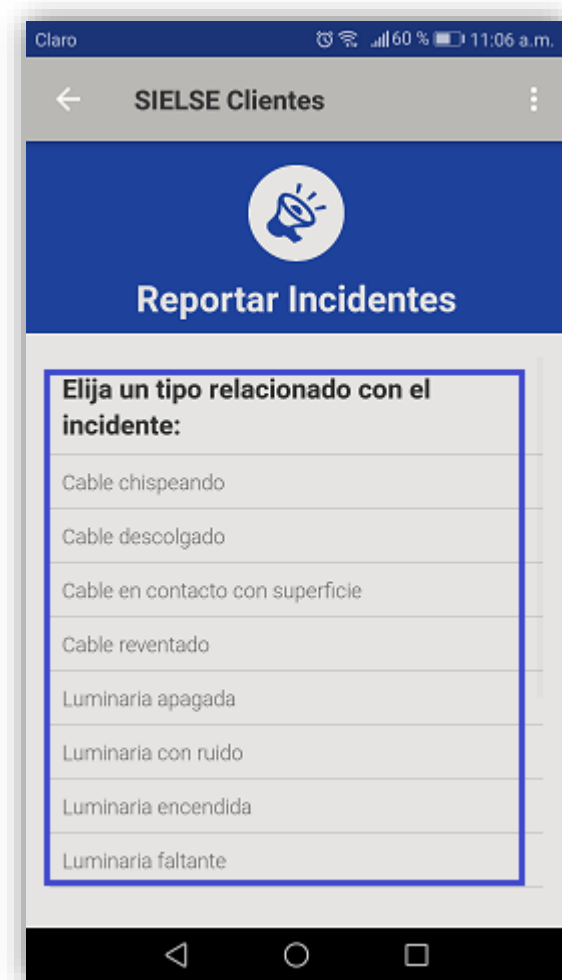 Claro 60 % 11:06 a.m.
SIELSE Clientes
Reportar Incidentes
Elija un tipo relacionado con el
incidente:
Cable chispeando
Cable descolgado
Cable en contacto con superficie
Cable reventado
Luminaria apagada
Luminaria con ruido
Luminaria encendida
Luminaria faltante